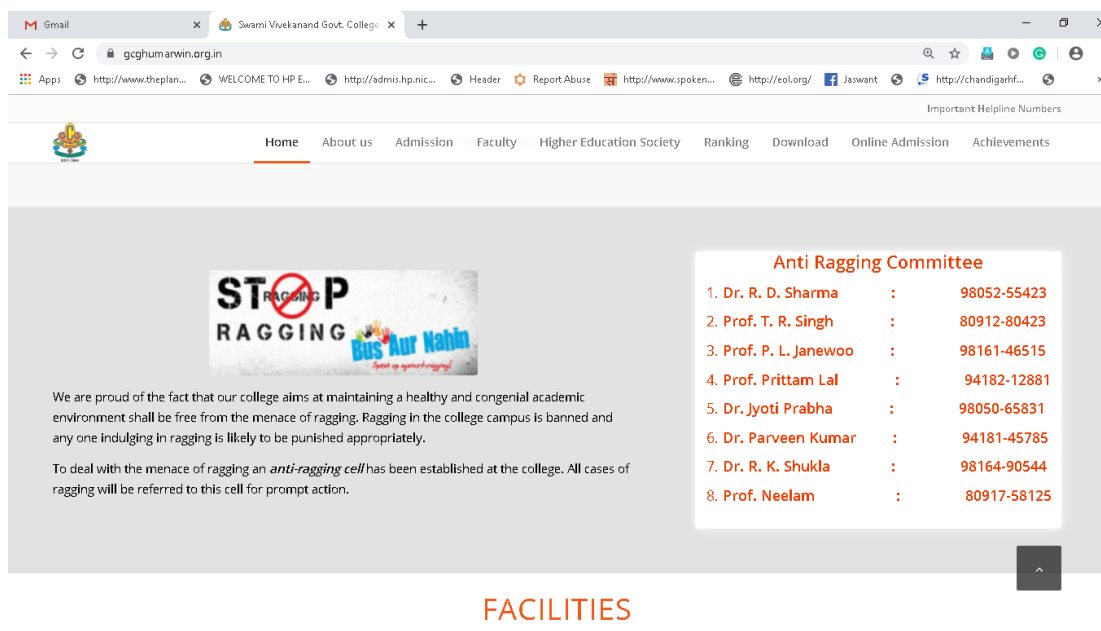 Gmail
Swami Vivekanand Govt. College
gcghumarwin.org.in
Apps http://www.theplan... WELCOME TO HP E... http://admis.hp.nic... Header Report Abuse http://www.spoken... http://eol.org/ Jaswant http://chandigarhf...
Important Helpline Numbers
Home About us Admission Faculty Higher Education Society Ranking Download Online Admission Achievements
STOP
RAGGING
RAGGING
Bus Aur Nahin
Speak up against ragging!
We are proud of the fact that our college aims at maintaining a healthy and congenial academic
environment shall be free from the menace of ragging. Ragging in the college campus is banned and
any one indulging in ragging is likely to be punished appropriately.
To deal with the menace of ragging an anti-ragging cell has been established at the college. All cases of
ragging will be referred to this cell for prompt action.
Anti Ragging Committee
1. Dr. R. D. Sharma : 98052-55423
2. Prof. T. R. Singh : 80912-80423
3. Prof. P. L. Janewoo : 98161-46515
4. Prof. Prittam Lal : 94182-12881
5. Dr. Jyoti Prabha : 98050-65831
6. Dr. Parveen Kumar : 94181-45785
7. Dr. R. K. Shukla : 98164-90544
8. Prof. Neelam : 80917-58125
FACILITIES